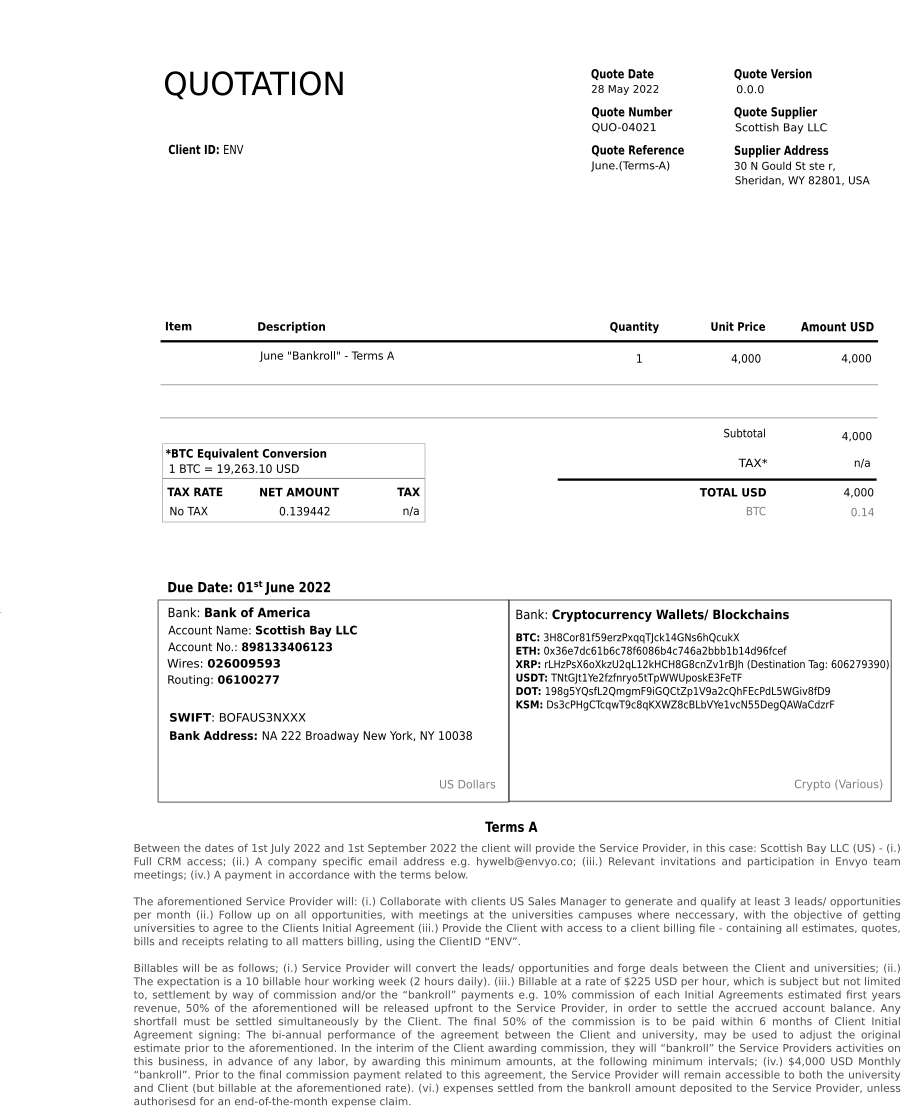 QUOTATION
Client ID: ENV
Quote Date
28 May 2022
Quote Number
QUO-04021
Quote Reference
June.(Terms-A)
Quote Version
0.0.0
Quote Supplier
Scottish Bay LLC
Supplier Address
30 N Gould St ste r,
Sheridan, WY 82801, USA
Item Description Quantity Unit Price Amount USD
June "Bankroll" - Terms A 1 4,000 4,000
Subtotal 4,000
TAX* n/a
TOTAL USD 4,000
BTC 0.14
*BTC Equivalent Conversion
1 BTC = 19,263.10 USD
TAX RATE NET AMOUNT TAX
No TAX 0.139442 n/a
Due Date: 01st June 2022
Bank: Bank of America
Account Name: Scottish Bay LLC
Account No.: 898133406123
Wires: 026009593
Routing: 06100277
SWIFT: BOFAUS3NXXX
Bank Address: NA 222 Broadway New York, NY 10038
US Dollars
Bank: Cryptocurrency Wallets/ Blockchains
BTC: 3H8Cor81f59erzPxqqTJck14GNs6hQcukX
ETH: 0x36e7dc61b6c78f6086b4c746a2bbb1b14d96fcef
XRP: rLHzPsX6oXkzU2qL12kHCH8G8cnZv1rBJh (Destination Tag: 606279390)
USDT: TNtGJt1Ye2fzfnryo5tTpWWUposkE3FeTF
DOT: 198g5YQsfL2QmgmF9iGQCtZp1V9a2cQhFEcPdL5WGiv8fD9
KSM: Ds3cPHgCTcqwT9c8qKXWZ8cBLbVYe1vcN55DegQAWaCdzrF
Crypto (Various)
Terms A
Between the dates of 1st July 2022 and 1st September 2022 the client will provide the Service Provider, in this case: Scottish Bay LLC (US) - (i.)
Full CRM access; (ii.) A company specific email address e.g. hywelb@envyo.co; (iii.) Relevant invitations and participation in Envyo team
meetings; (iv.) A payment in accordance with the terms below.
The aforementioned Service Provider will: (i.) Collaborate with clients US Sales Manager to generate and qualify at least 3 leads/ opportunities
per month (ii.) Follow up on all opportunities, with meetings at the universities campuses where neccessary, with the objective of getting
universities to agree to the Clients Initial Agreement (iii.) Provide the Client with access to a client billing file - containing all estimates, quotes,
bills and receipts relating to all matters billing, using the ClientID “ENV”.
Billables will be as follows; (i.) Service Provider will convert the leads/ opportunities and forge deals between the Client and universities; (ii.)
The expectation is a 10 billable hour working week (2 hours daily). (iii.) Billable at a rate of $225 USD per hour, which is subject but not limited
to, settlement by way of commission and/or the “bankroll” payments e.g. 10% commission of each Initial Agreements estimated first years
revenue, 50% of the aforementioned will be released upfront to the Service Provider, in order to settle the accrued account balance. Any
shortfall must be settled simultaneously by the Client. The final 50% of the commission is to be paid within 6 months of Client Initial
Agreement signing: The bi-annual performance of the agreement between the Client and university, may be used to adjust the original
estimate prior to the aforementioned. In the interim of the Client awarding commission, they will “bankroll” the Service Providers activities on
this business, in advance of any labor, by awarding this minimum amounts, at the following minimum intervals; (iv.) $4,000 USD Monthly
“bankroll”. Prior to the final commission payment related to this agreement, the Service Provider will remain accessible to both the university
and Client (but billable at the aforementioned rate). (vi.) expenses settled from the bankroll amount deposited to the Service Provider, unless
authorisesd for an end-of-the-month expense claim.